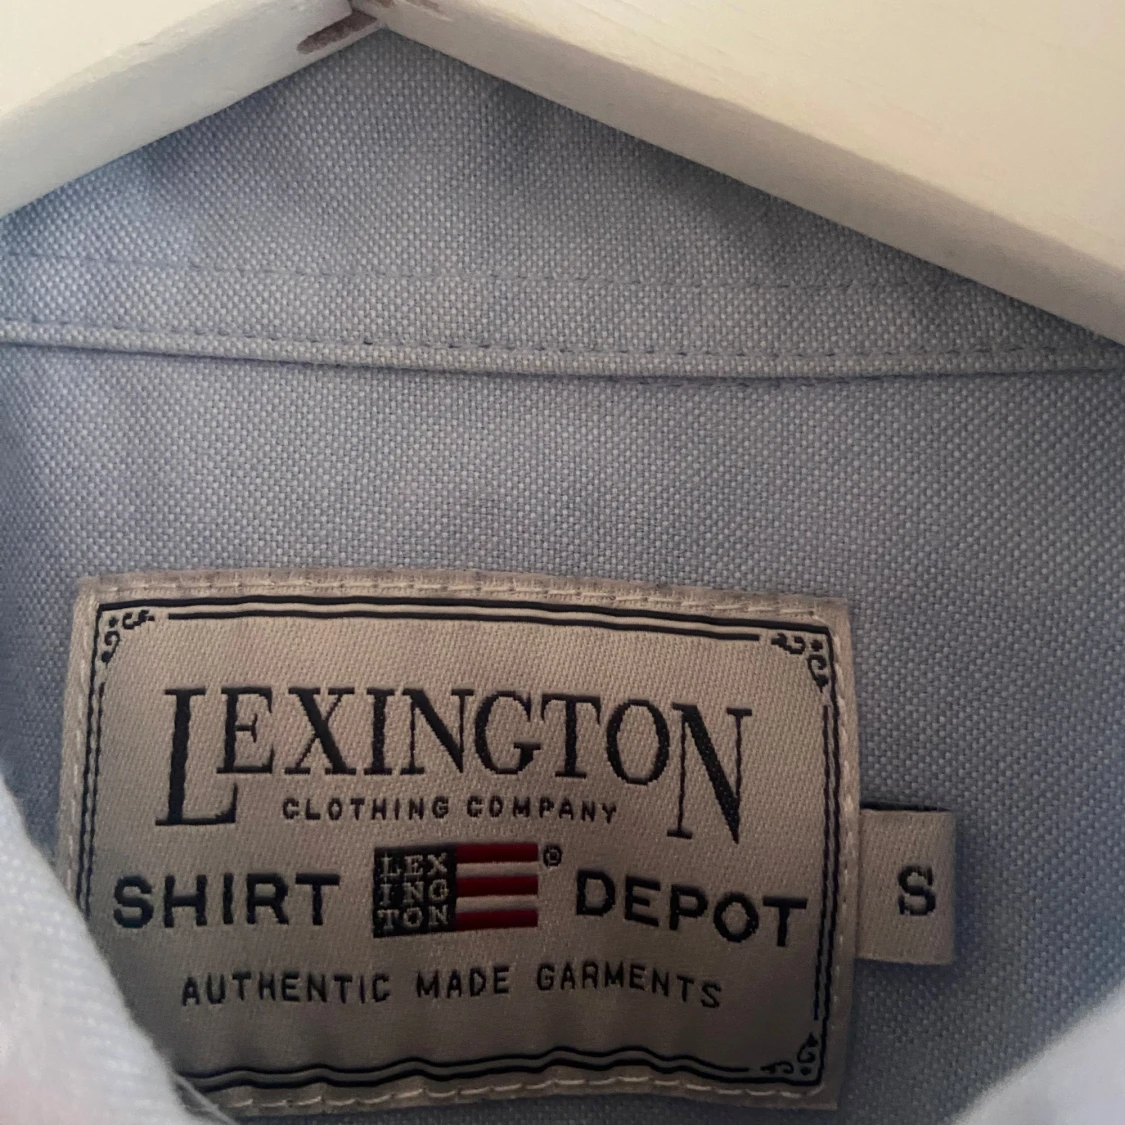 LEXINGTON
CLOTHING COMPANY
SHIRT LEX ING TON ® DEPOT
AUTHENTIC MADE GARMENTS
S